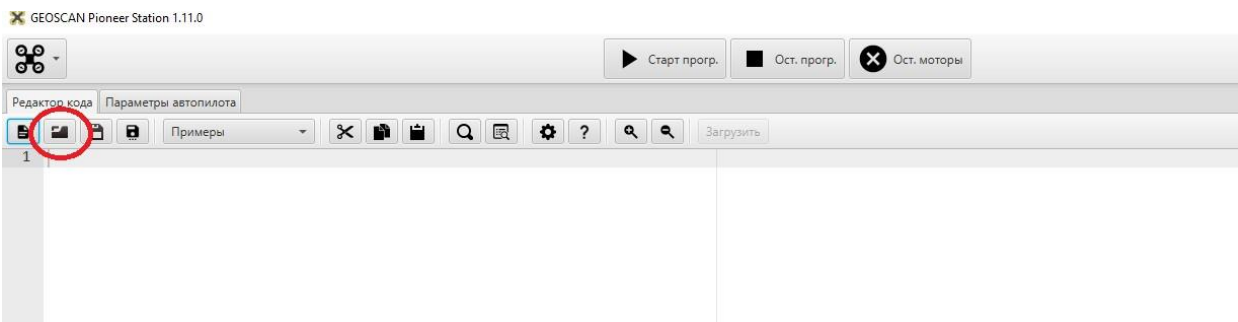 GEOSCAN Pioneer Station 1.11.0
Старт прогр. Ост. прогр. Ост. моторы
Редактор кода Параметры автопилота
Примеры ? Загрузить
1